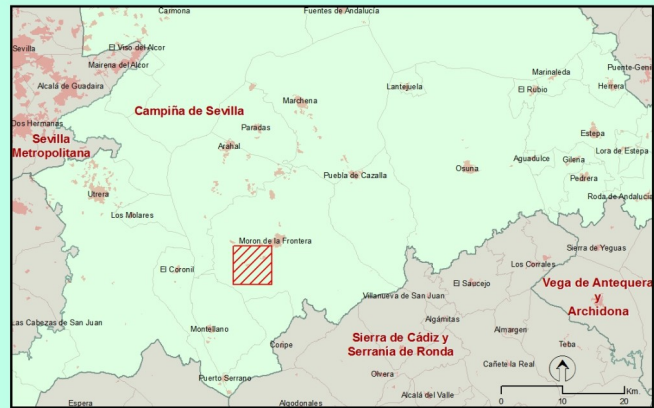 Carmona
Fuentes de Andalucía
Sevilla
El Viso del Alcor
Mairena del Alcor
Alcalá de Guadaira
Marinaleda
Puente-Geni
Lantejuela
El Rubio
Herrera
Marchena
Campiña de Sevilla
Dos Hermanas
Paradas
Estepa
Sevilla
Metropolitana
Arahal
Lora de Estepa
Aguadulce
Gilena
Osuna
Puebla de Cazalla
Pedrera
Utrera
Roda de Andalucía
Los Molares
Moron de la Frontera
Sierra de Yeguas
El Coronil
Los Corrales
El Saucejo
Vega de Antequera
y
Archidona
Villanueva de San Juan
Las Cabezas de San Juan
Montellano
Algámitas
Almargen
Sierra de Cádiz y
Serrania de Ronda
Coripe
Teba
Cañete la Real
Puerto Serrano
Olvera
Espera
Algodonales
Alcalá del Valle
Km.
0 10 20